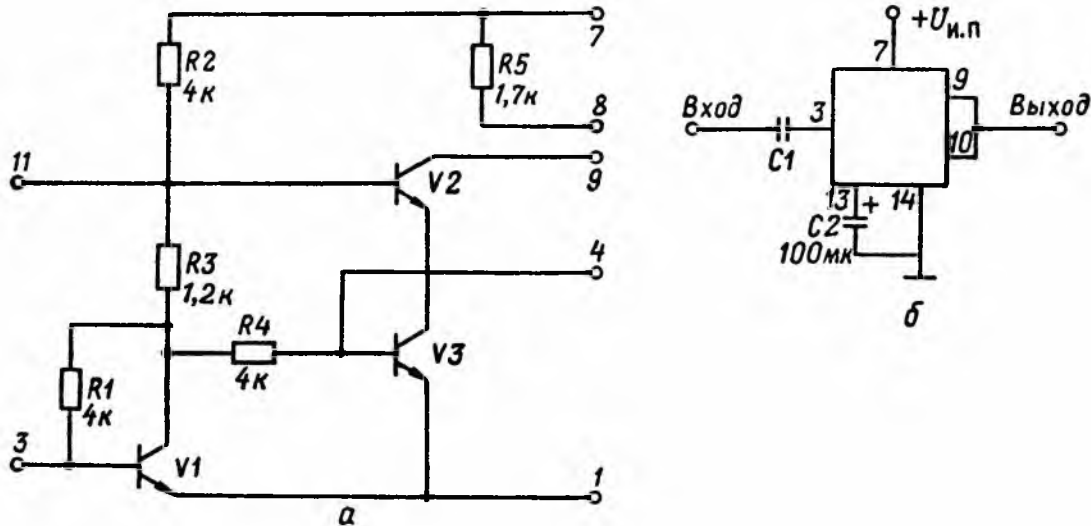 R2
4к
R5
1,7к
7
8
11
V2
9
R3
1,2к
4
R4
4к
V3
R1
4к
3
V1
1
а
+Uи.п
7
Вход
3
9
Выход
10
C1
13
+
14
C2
100мк
б